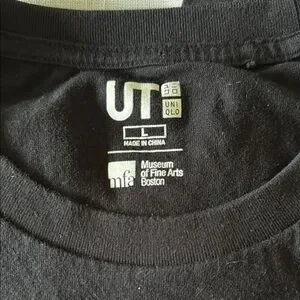 UT
ユニ
クロ
UNI
QLO
L
MADE IN CHINA
mfa
Museum
of Fine Arts
Boston